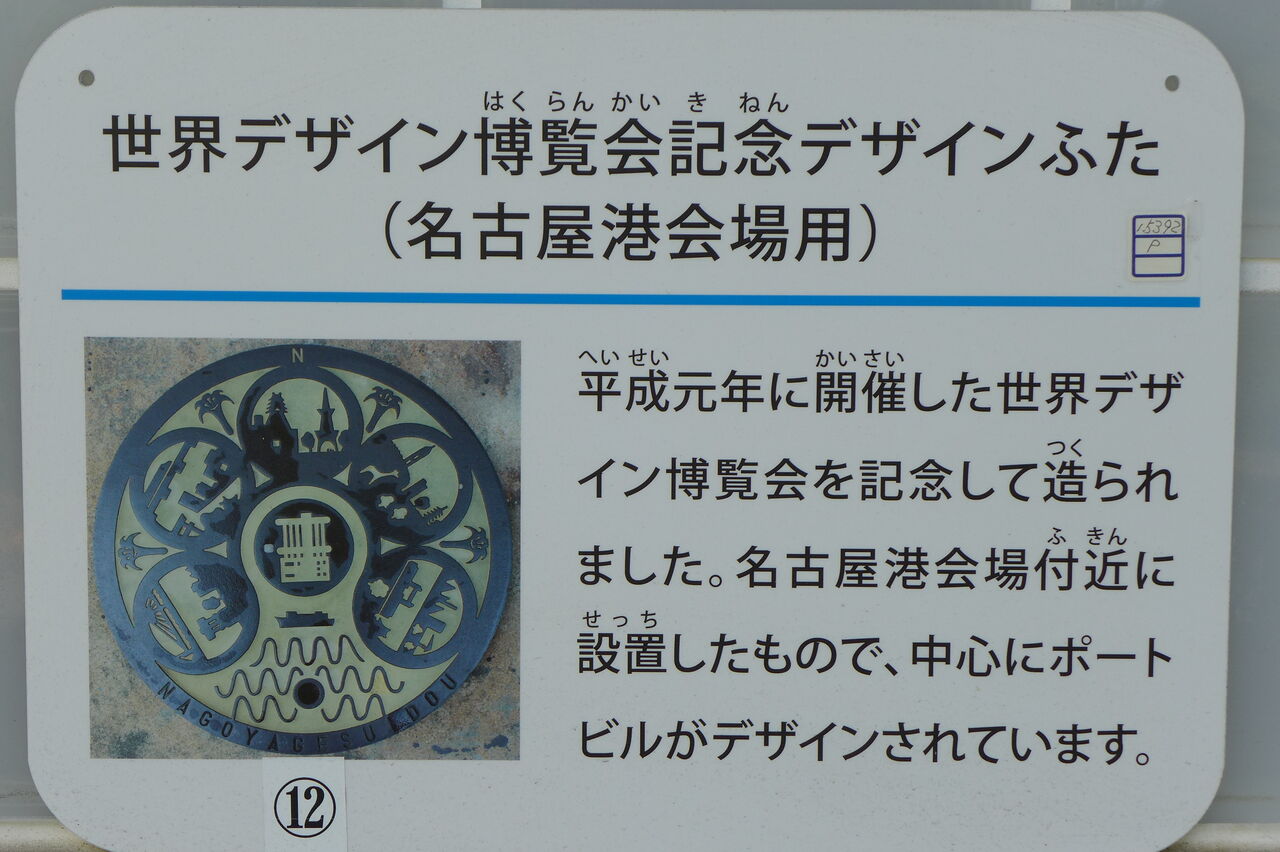 はくらんかいきねん
世界デザイン博覧会記念デザインふた
（名古屋港会場用）
15392
P
へいせい かいさい
平成元年に開催した世界デザ
つく
イン博覧会を記念して造られ
ふきん
ました。名古屋港会場付近に
せっち
設置したもので、中心にポート
ビルがデザインされています。
N
NAGOYAGESUIDOU
⑫